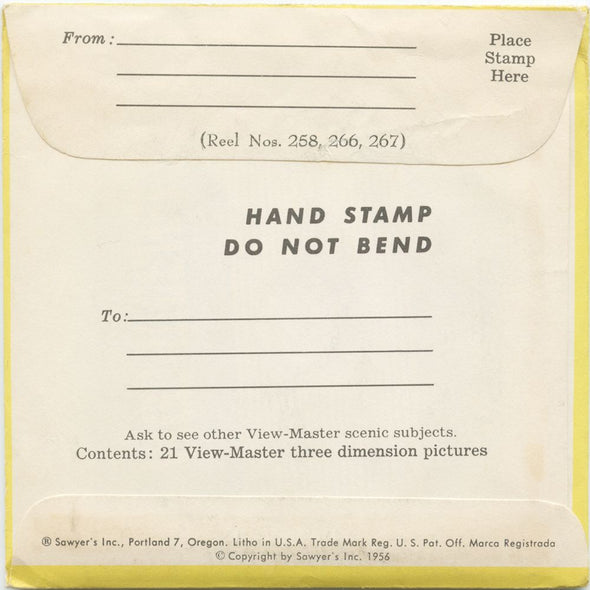 From:
Place
Stamp
Here
(Reel Nos. 258, 266, 267)
HAND STAMP
DO NOT BEND
To:
Ask to see other View-Master scenic subjects.
Contents: 21 View-Master three dimension pictures
® Sawyer's Inc., Portland 7, Oregon. Litho in U.S.A. Trade Mark Reg. U. S. Pat. Off. Marca Registrada
© Copyright by Sawyer's Inc. 1956